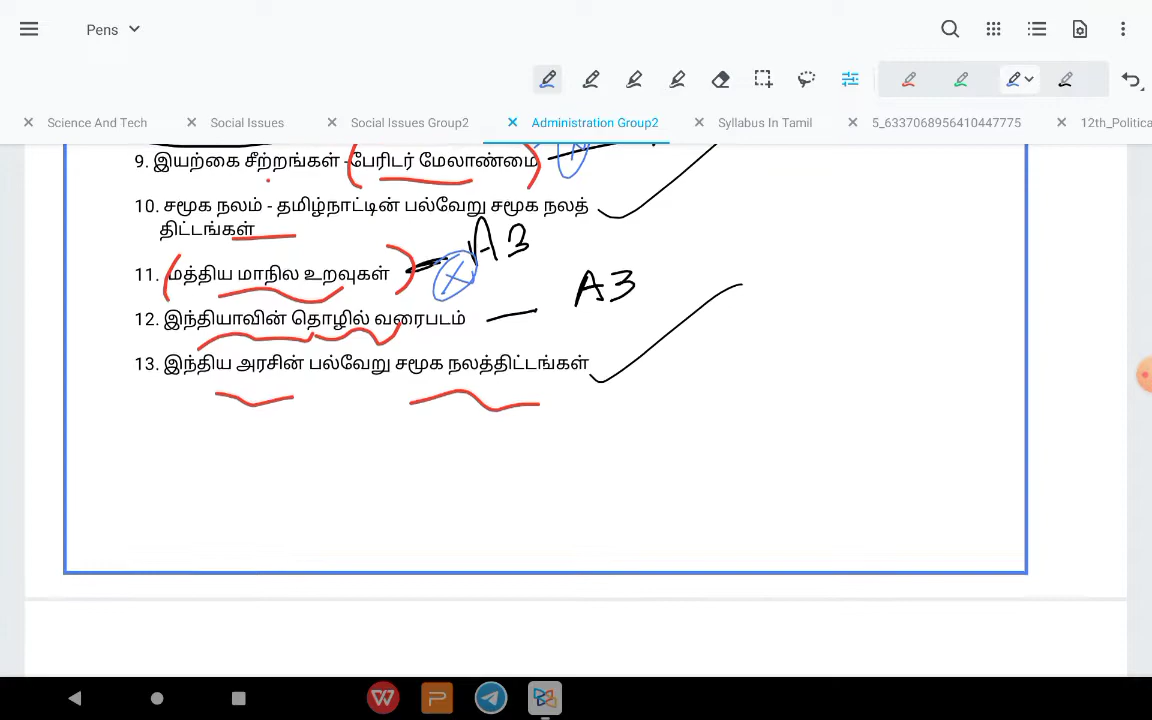 Pens
Science And Tech
Social Issues
Social Issues Group2
Administration Group2
Syllabus In Tamil
5_6337068956410447775
12th_Politica
9. இயற்கை சீற்றங்கள் -பேரிடர் மேலாண்மை
10. சமூக நலம் - தமிழ்நாட்டின் பல்வேறு சமூக நலத்
திட்டங்கள்
A3
11. மத்திய மாநில உறவுகள்
A3
12. இந்தியாவின் தொழில் வரைபடம்
13. இந்திய அரசின் பல்வேறு சமூக நலத்திட்டங்கள்